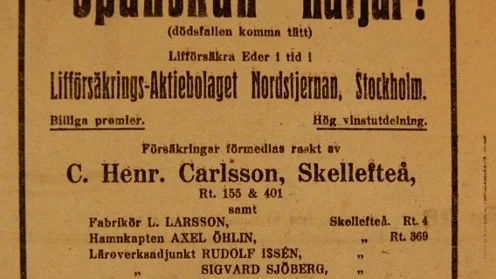 "Spanskan" härjar!
(dödsfallen komma tätt)
Lifförsäkra Eder i tid i
Lifförsäkrings-Aktiebolaget Nordstjernan, Stockholm.
Billiga premier. Hög vinstutdelning.
Försäkringar förmedlas raskt av
C. Henr. Carlsson, Skellefteå,
Rt. 155 & 401
samt
Fabrikör L. LARSSON, Skellefteå. Rt. 4
Hamnkapten AXEL ÖHLIN, „ Rt. 369
Läroverksadjunkt RUDOLF ISSÉN, „
„ SIGVARD SJÖBERG, „